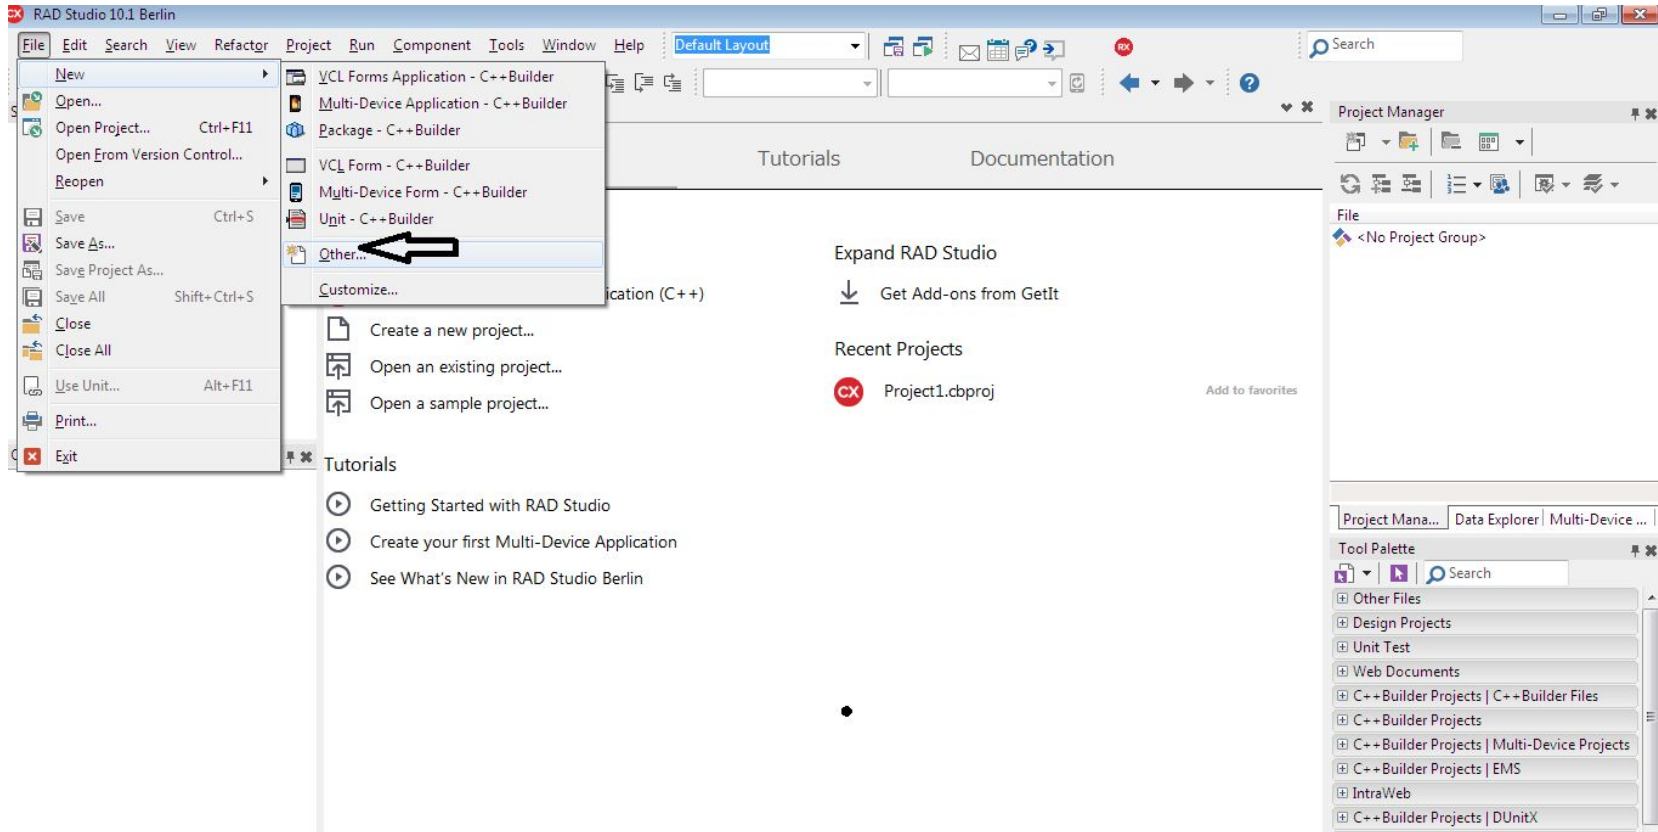 RAD Studio 10.1 Berlin
File Edit Search View Refactor Project Run Component Tools Window Help Default Layout Search
New
Open...
Open Project... Ctrl+F11
Open From Version Control...
Reopen
Save Ctrl+S
Save As...
Save Project As...
Save All Shift+Ctrl+S
Close
Close All
Use Unit... Alt+F11
Print...
Exit
VCL Forms Application - C++Builder
Multi-Device Application - C++Builder
Package - C++Builder
VCL Form - C++Builder
Multi-Device Form - C++Builder
Unit - C++Builder
Other...
Customize...
Tutorials Documentation
ication (C++)
Create a new project...
Open an existing project...
Open a sample project...
Tutorials
Getting Started with RAD Studio
Create your first Multi-Device Application
See What's New in RAD Studio Berlin
Expand RAD Studio
Get Add-ons from GetIt
Recent Projects
CX Project1.cbproj Add to favorites
Project Manager
File
<No Project Group>
Project Mana... Data Explorer Multi-Device ...
Tool Palette
Search
Other Files
Design Projects
Unit Test
Web Documents
C++Builder Projects | C++Builder Files
C++Builder Projects
C++Builder Projects | Multi-Device Projects
C++Builder Projects | EMS
IntraWeb
C++Builder Projects | DUnitX